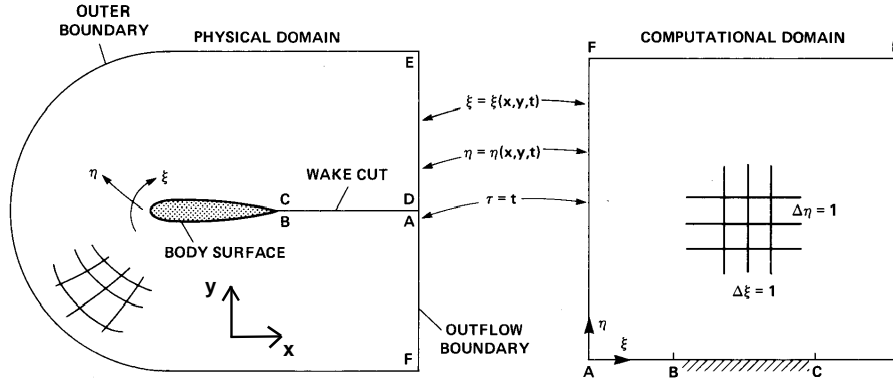 OUTER
BOUNDARY
PHYSICAL DOMAIN
COMPUTATIONAL DOMAIN
E
F
ξ = ξ(x,y,t)
η = η(x,y,t)
τ = t
η
ξ
WAKE CUT
C
D
B
A
BODY SURFACE
y
x
OUTFLOW
BOUNDARY
F
Δη = 1
Δξ = 1
η
ξ
A
B
C